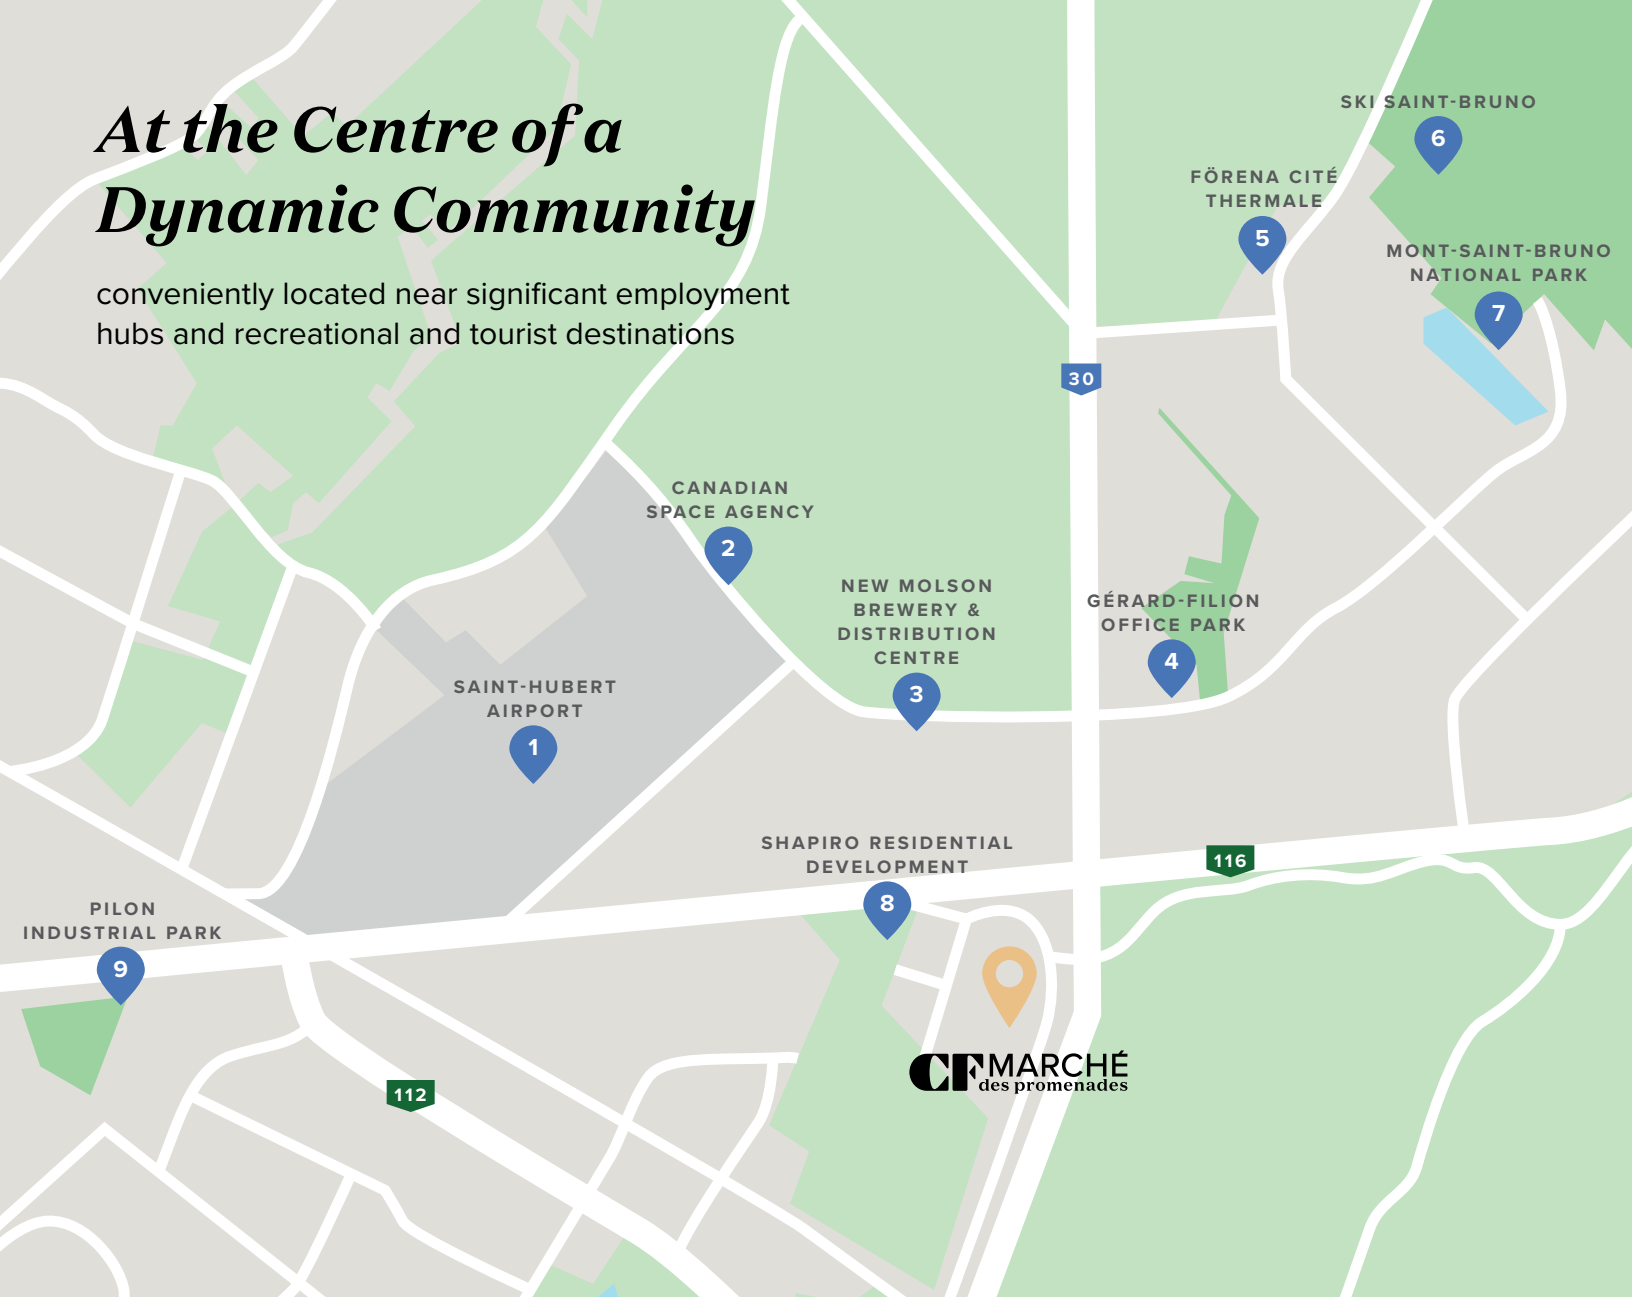 At the Centre of a
Dynamic Community
conveniently located near significant employment
hubs and recreational and tourist destinations
SKI SAINT-BRUNO
6
FÖRENA CITÉ
THERMALE
5
MONT-SAINT-BRUNO
NATIONAL PARK
7
30
CANADIAN
SPACE AGENCY
2
NEW MOLSON
BREWERY &
DISTRIBUTION
CENTRE
3
GÉRARD-FILION
OFFICE PARK
4
SAINT-HUBERT
AIRPORT
1
SHAPIRO RESIDENTIAL
DEVELOPMENT
8
116
PILON
INDUSTRIAL PARK
9
112
CF MARCHÉ
des promenades